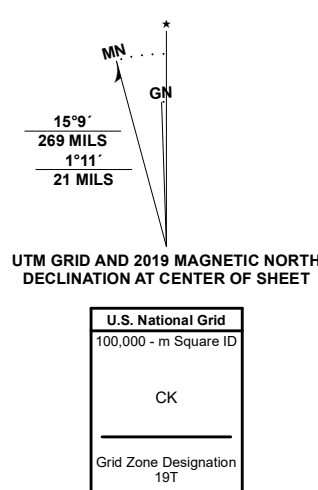 ★
MN
GN
15°9´
269 MILS
1°11´
21 MILS
UTM GRID AND 2019 MAGNETIC NORTH
DECLINATION AT CENTER OF SHEET
U.S. National Grid
100,000 - m Square ID
CK
Grid Zone Designation
19T